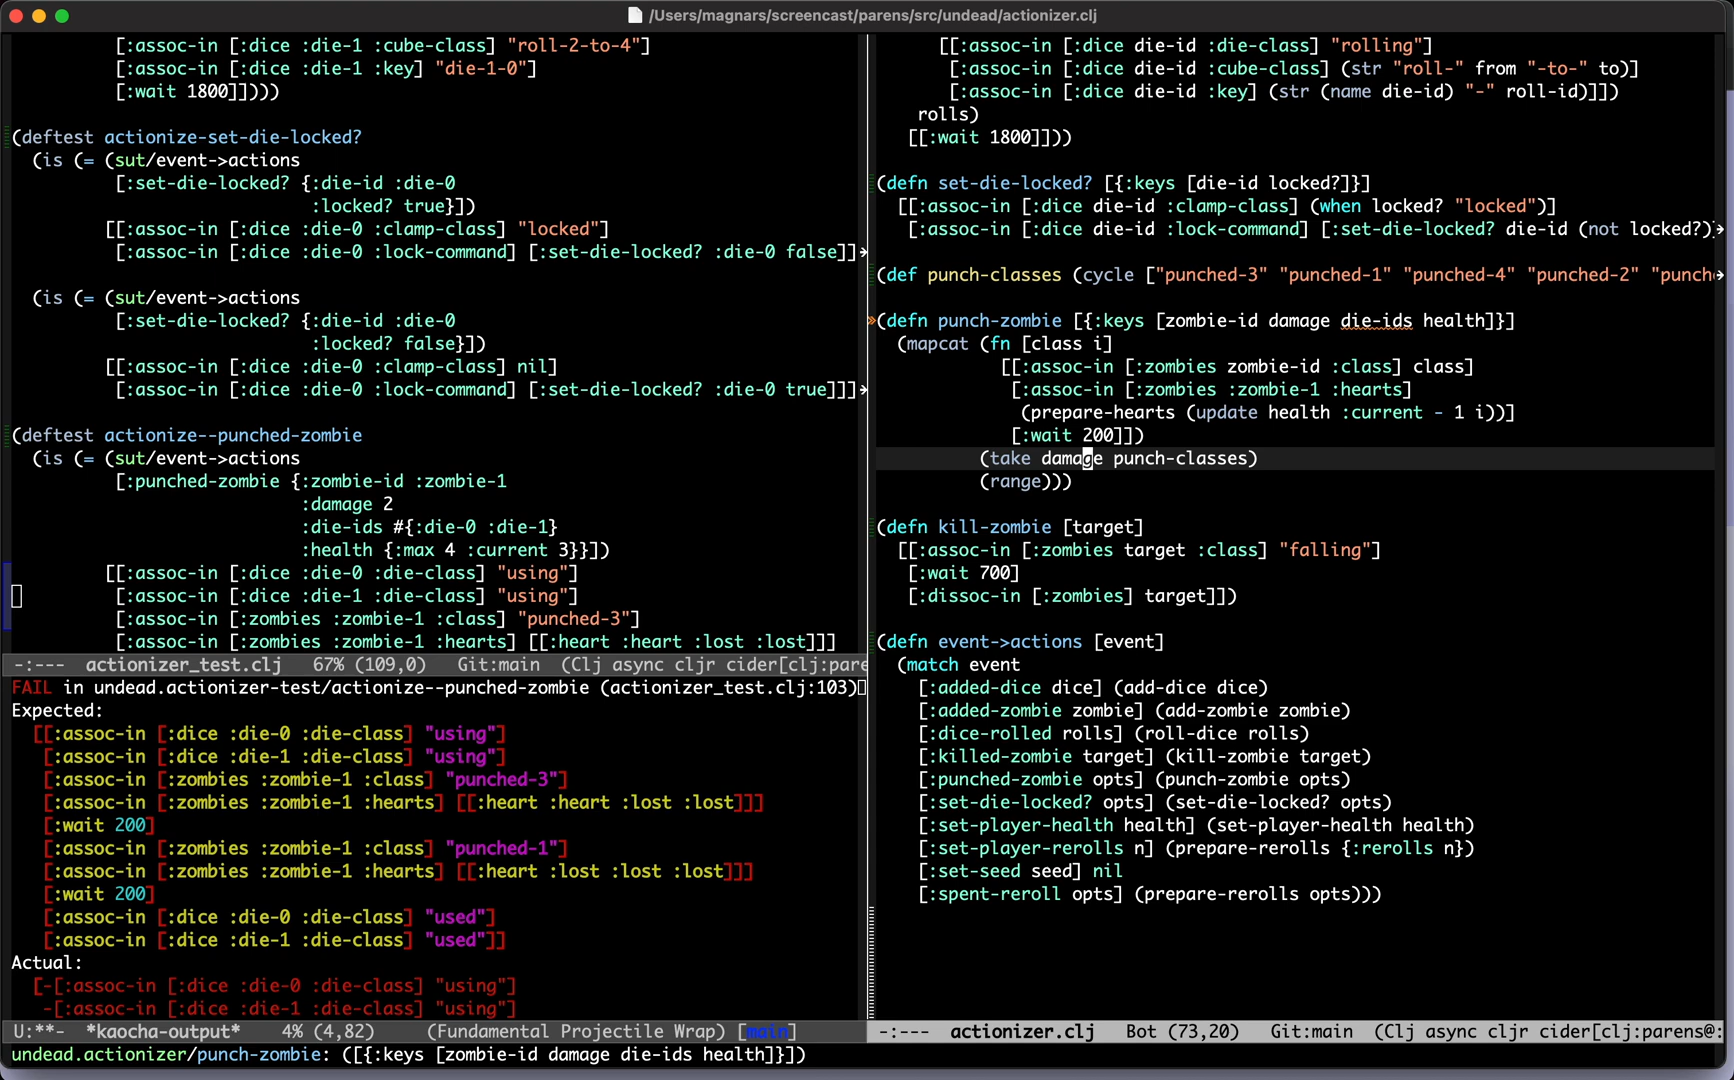 /Users/magnars/screencast/parens/src/undead/actionizer.clj
[:assoc-in [:dice :die-1 :cube-class] "roll-2-to-4"]
[:assoc-in [:dice :die-1 :key] "die-1-0"]
[:wait 1800]])))
(deftest actionize-set-die-locked?
(is (= (sut/event->actions
[:set-die-locked? {:die-id :die-0
:locked? true}])
[[:assoc-in [:dice :die-0 :clamp-class] "locked"]
[:assoc-in [:dice :die-0 :lock-command] [:set-die-locked? :die-0 false]]
(is (= (sut/event->actions
[:set-die-locked? {:die-id :die-0
:locked? false}])
[[:assoc-in [:dice :die-0 :clamp-class] nil]
[:assoc-in [:dice :die-0 :lock-command] [:set-die-locked? :die-0 true]]]
(deftest actionize--punched-zombie
(is (= (sut/event->actions
[:punched-zombie {:zombie-id :zombie-1
:damage 2
:die-ids #{:die-0 :die-1}
:health {:max 4 :current 3}}])
[[:assoc-in [:dice :die-0 :die-class] "using"]
[:assoc-in [:dice :die-1 :die-class] "using"]
[:assoc-in [:zombies :zombie-1 :class] "punched-3"]
[:assoc-in [:zombies :zombie-1 :hearts] [[:heart :heart :lost :lost]]]
-:--- actionizer_test.clj 67% (109,0) Git:main (Clj async cljr cider[clj:pare
FAIL in undead.actionizer-test/actionize--punched-zombie (actionizer_test.clj:103)
Expected:
[[:assoc-in [:dice :die-0 :die-class] "using"]
[:assoc-in [:dice :die-1 :die-class] "using"]
[:assoc-in [:zombies :zombie-1 :class] "punched-3"]
[:assoc-in [:zombies :zombie-1 :hearts] [[:heart :heart :lost :lost]]]
[:wait 200]
[:assoc-in [:zombies :zombie-1 :class] "punched-1"]
[:assoc-in [:zombies :zombie-1 :hearts] [[:heart :lost :lost :lost]]]
[:wait 200]
[:assoc-in [:dice :die-0 :die-class] "used"]
[:assoc-in [:dice :die-1 :die-class] "used"]]
Actual:
[-[:assoc-in [:dice :die-0 :die-class] "using"]
-[:assoc-in [:dice :die-1 :die-class] "using"]
U:**- *kaocha-output* 4% (4,82) (Fundamental Projectile Wrap) [main]
[[:assoc-in [:dice die-id :die-class] "rolling"]
[:assoc-in [:dice die-id :cube-class] (str "roll-" from "-to-" to)]
[:assoc-in [:dice die-id :key] (str (name die-id) "-" roll-id)]])
rolls)
[[:wait 1800]]))
(defn set-die-locked? [{:keys [die-id locked?]}]
[[:assoc-in [:dice die-id :clamp-class] (when locked? "locked")]
[:assoc-in [:dice die-id :lock-command] [:set-die-locked? die-id (not locked?)]
(def punch-classes (cycle ["punched-3" "punched-1" "punched-4" "punched-2" "punch
(defn punch-zombie [{:keys [zombie-id damage die-ids health]}]
(mapcat (fn [class i]
[[:assoc-in [:zombies zombie-id :class] class]
[:assoc-in [:zombies :zombie-1 :hearts]
(prepare-hearts (update health :current - 1 i))]
[:wait 200]])
(take damage punch-classes)
(range)))
(defn kill-zombie [target]
[[:assoc-in [:zombies target :class] "falling"]
[:wait 700]
[:dissoc-in [:zombies] target]])
(defn event->actions [event]
(match event
[:added-dice dice] (add-dice dice)
[:added-zombie zombie] (add-zombie zombie)
[:dice-rolled rolls] (roll-dice rolls)
[:killed-zombie target] (kill-zombie target)
[:punched-zombie opts] (punch-zombie opts)
[:set-die-locked? opts] (set-die-locked? opts)
[:set-player-health health] (set-player-health health)
[:set-player-rerolls n] (prepare-rerolls {:rerolls n})
[:set-seed seed] nil
[:spent-reroll opts] (prepare-rerolls opts)))
-:--- actionizer.clj Bot (73,20) Git:main (Clj async cljr cider[clj:parens@:
undead.actionizer/punch-zombie: ([{:keys [zombie-id damage die-ids health]}])